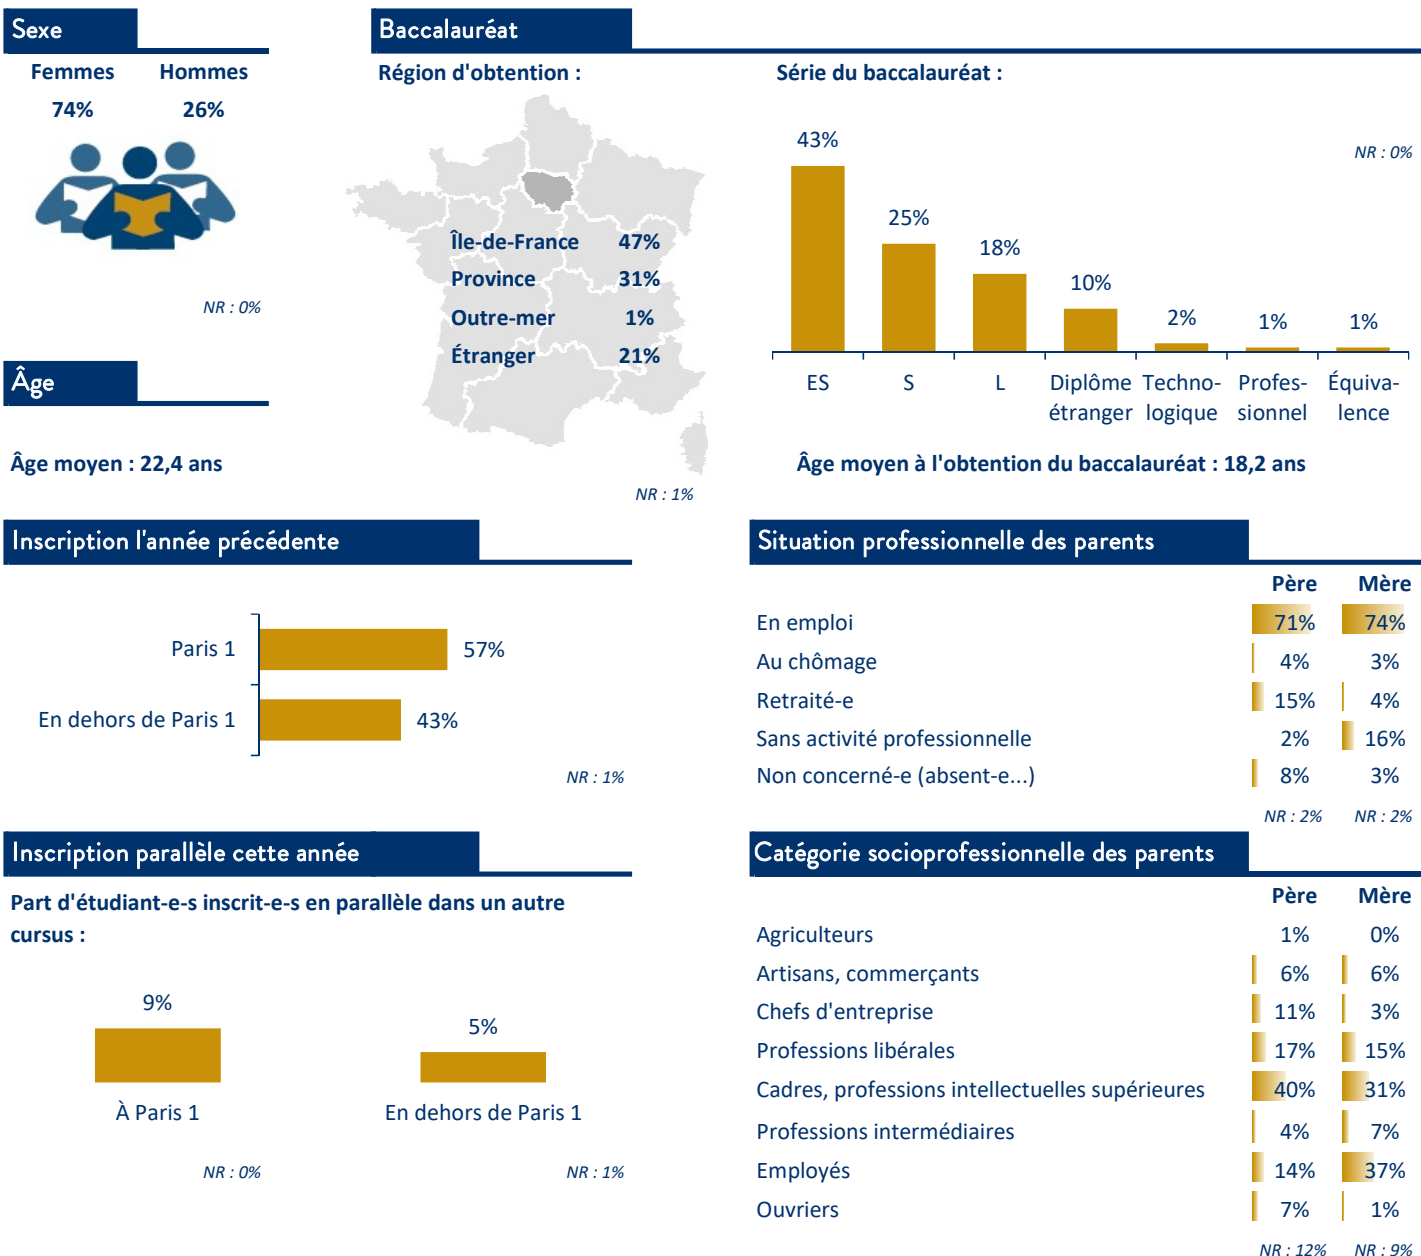 Sexe
Femmes Hommes
74% 26%
NR : 0%
Âge
Âge moyen : 22,4 ans
Baccalauréat
Région d'obtention :
Île-de-France 47%
Province 31%
Outre-mer 1%
Étranger 21%
NR : 1%
Série du baccalauréat :
NR : 0%
43%
25%
18%
10%
2%
1%
1%
ES S L Diplôme Techno- Profes- Équiva-
étranger logique sionnel lence
Âge moyen à l'obtention du baccalauréat : 18,2 ans
Inscription l'année précédente
Paris 1 57%
En dehors de Paris 1 43%
NR : 1%
Situation professionnelle des parents
Père Mère
En emploi 71% 74%
Au chômage 4% 3%
Retraité-e 15% 4%
Sans activité professionnelle 2% 16%
Non concerné-e (absent-e...) 8% 3%
NR : 2% NR : 2%
Inscription parallèle cette année
Part d'étudiant-e-s inscrit-e-s en parallèle dans un autre
cursus :
9%
5%
À Paris 1 En dehors de Paris 1
NR : 0% NR : 1%
Catégorie socioprofessionnelle des parents
Père Mère
Agriculteurs 1% 0%
Artisans, commerçants 6% 6%
Chefs d'entreprise 11% 3%
Professions libérales 17% 15%
Cadres, professions intellectuelles supérieures 40% 31%
Professions intermédiaires 4% 7%
Employés 14% 37%
Ouvriers 7% 1%
NR : 12% NR : 9%